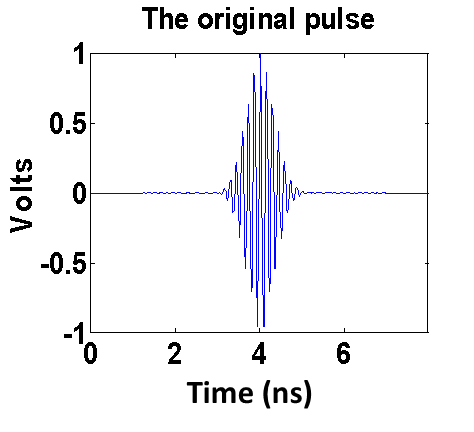 The original pulse
1
0.5
0
-0.5
-1
Volts
0 2 4 6
Time (ns)